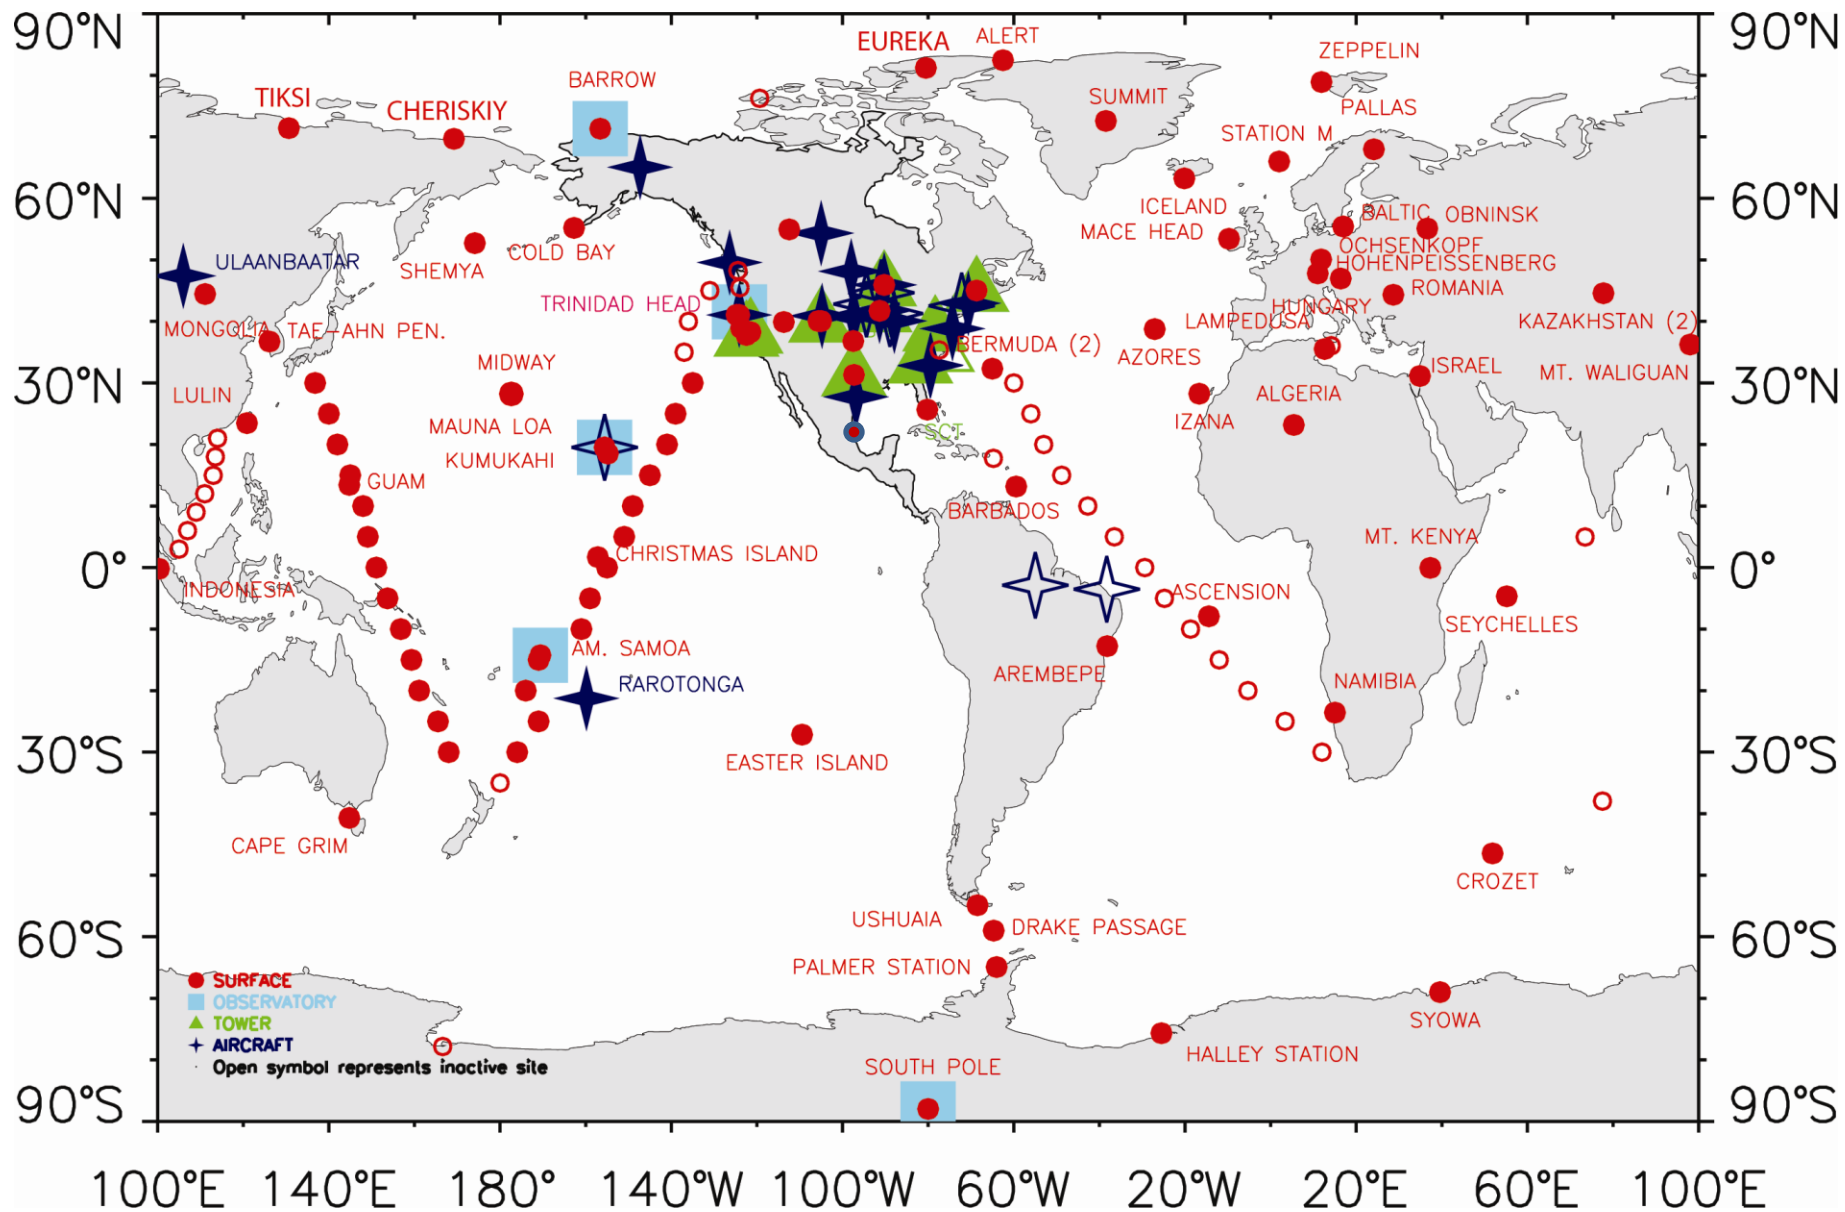 90°N
90°N
EUREKA
ALERT
ZEPPELIN
BARROW
TIKSI
CHERISKIY
SUMMIT
PALLAS
STATION M
60°N
60°N
ICELAND
BALTIC
OBNINSK
MACE HEAD
COLD BAY
OCHSENKOPF
ULAANBAATAR
SHEMYA
HOHENPEISSENBERG
TRINIDAD HEAD
HUNGARY
ROMANIA
MONGOLIA
TAE-AHN PEN.
LAMPEDUSA
KAZAKHSTAN (2)
BERMUDA (2)
AZORES
MIDWAY
ISRAEL
MT. WALIGUAN
30°N
30°N
LULIN
ALGERIA
MAUNA LOA
SCT
IZANA
KUMUKAHI
GUAM
BARBADOS
MT. KENYA
CHRISTMAS ISLAND
0°
0°
INDONESIA
ASCENSION
SEYCHELLES
AM. SAMOA
AREMBEPE
RAROTONGA
NAMIBIA
30°S
30°S
EASTER ISLAND
CAPE GRIM
CROZET
USHUAIA
DRAKE PASSAGE
60°S
60°S
PALMER STATION
SURFACE
OBSERVATORY
TOWER
AIRCRAFT
Open symbol represents inactive site
SYOWA
HALLEY STATION
SOUTH POLE
90°S
90°S
100°E 140°E 180° 140°W 100°W 60°W 20°W 20°E 60°E 100°E